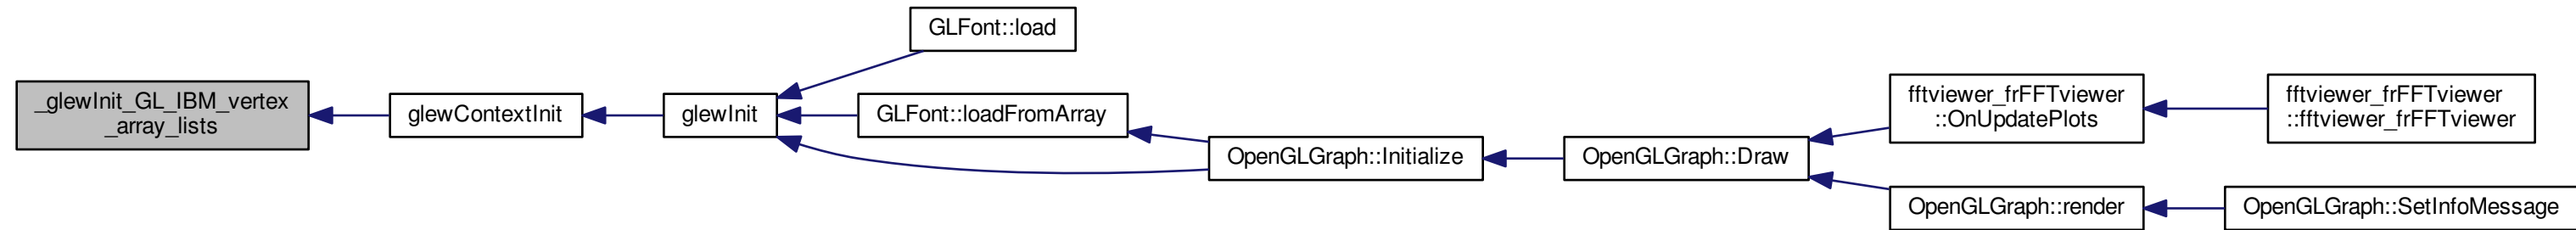 GLFont::load
_glewInit_GL_IBM_vertex
_array_lists
glewContextInit
glewInit
GLFont::loadFromArray
OpenGLGraph::Initialize
OpenGLGraph::Draw
fftviewer_frFFTviewer
::OnUpdatePlots
fftviewer_frFFTviewer
::fftviewer_frFFTviewer
OpenGLGraph::render
OpenGLGraph::SetInfoMessage